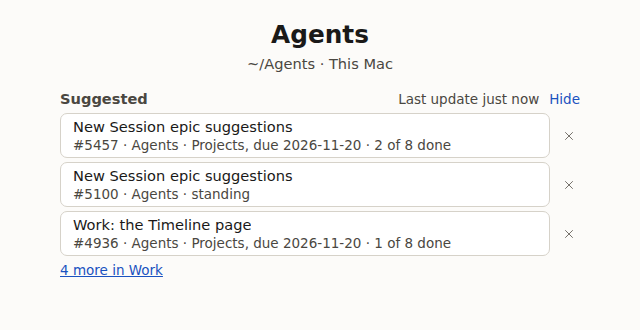 Agents
~/Agents · This Mac
Suggested
Last update just now Hide
New Session epic suggestions
#5457 · Agents · Projects, due 2026-11-20 · 2 of 8 done
New Session epic suggestions
#5100 · Agents · standing
Work: the Timeline page
#4936 · Agents · Projects, due 2026-11-20 · 1 of 8 done
4 more in Work